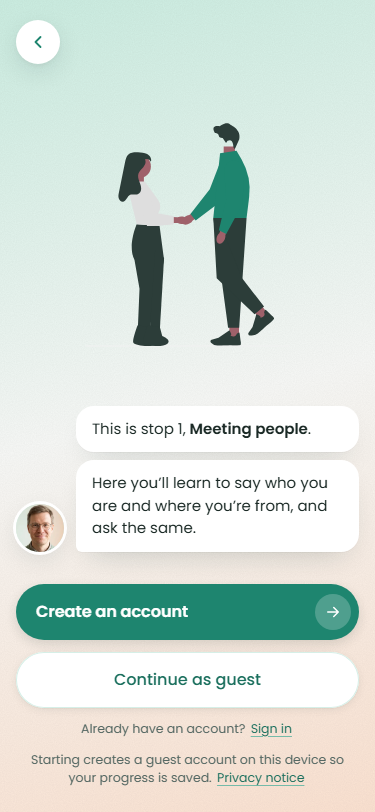 This is stop 1, Meeting people.
Here you’ll learn to say who you
are and where you’re from, and
ask the same.
Create an account
Continue as guest
Already have an account? Sign in
Starting creates a guest account on this device so
your progress is saved. Privacy notice